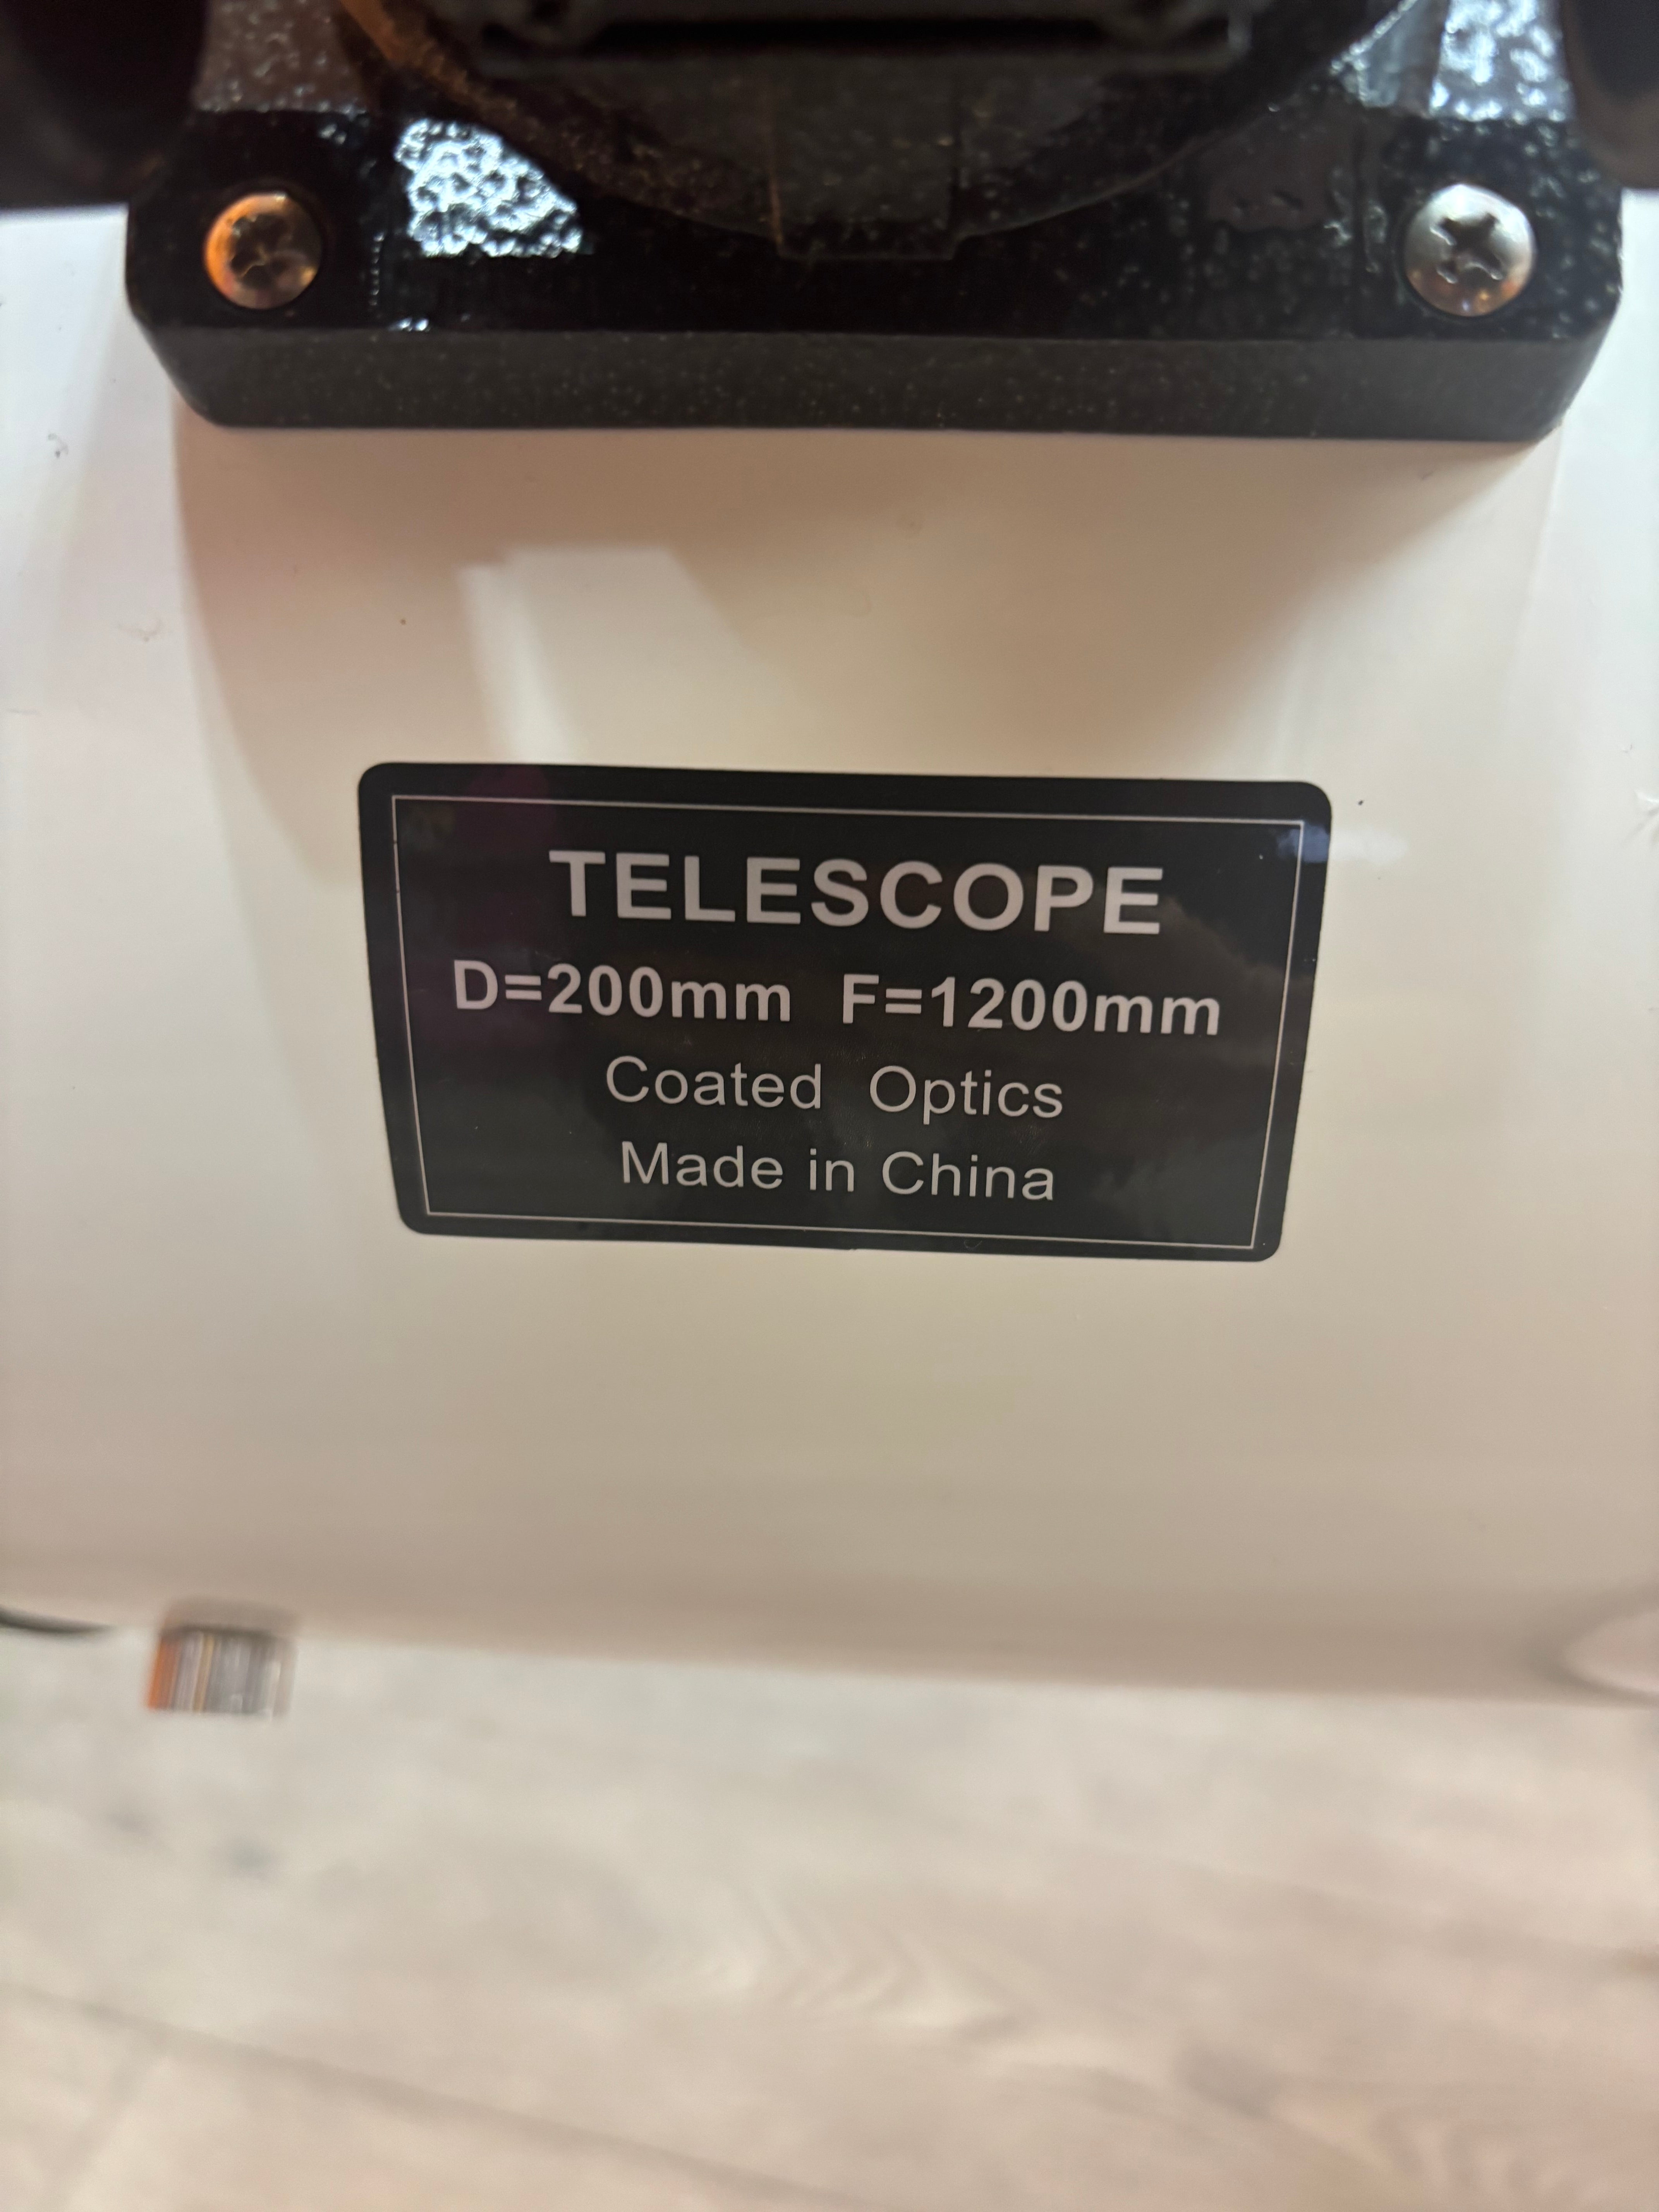 TELESCOPE
D=200mm F=1200mm
Coated Optics
Made in China